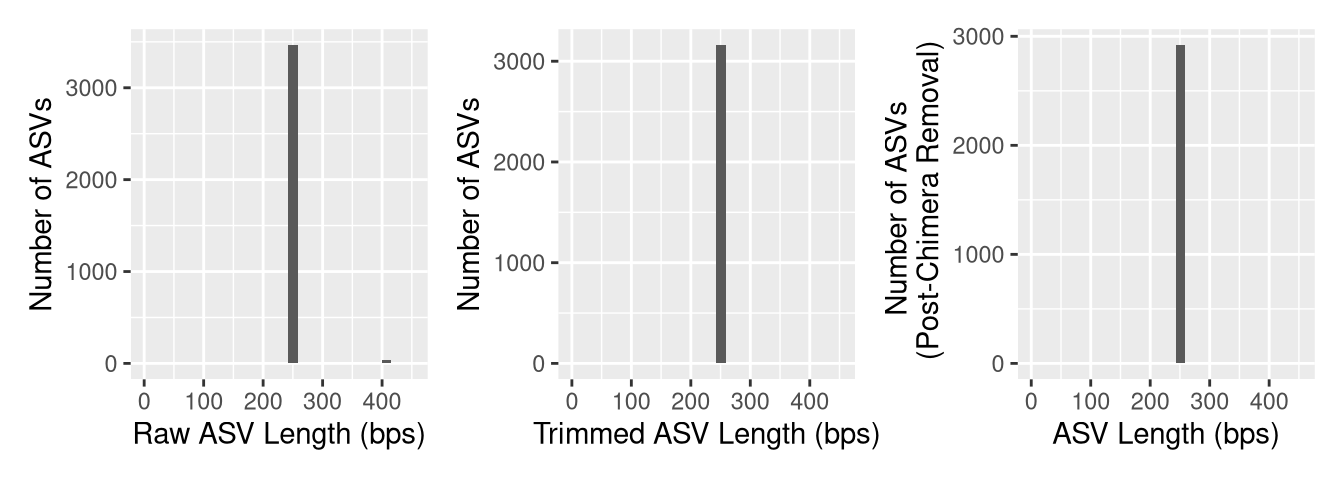 Number of ASVs
3000
2000
1000
0
0 100 200 300 400
Raw ASV Length (bps)
Number of ASVs
3000
2000
1000
0
0 100 200 300 400
Trimmed ASV Length (bps)
Number of ASVs
(Post-Chimera Removal)
3000
2000
1000
0
0 100 200 300 400
ASV Length (bps)